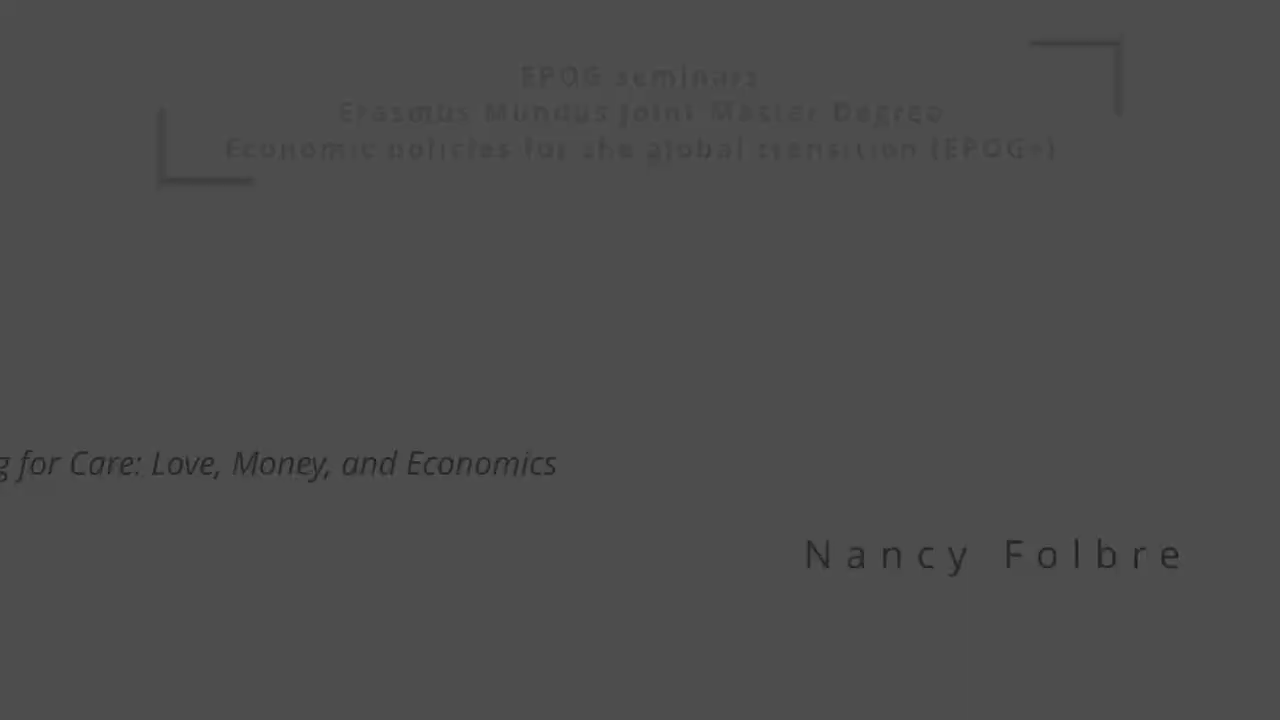 EPOG seminars
Erasmus Mundus Joint Master Degree
Economic policies for the global transition (EPOG+)
g for Care: Love, Money, and Economics
Nancy Folbre